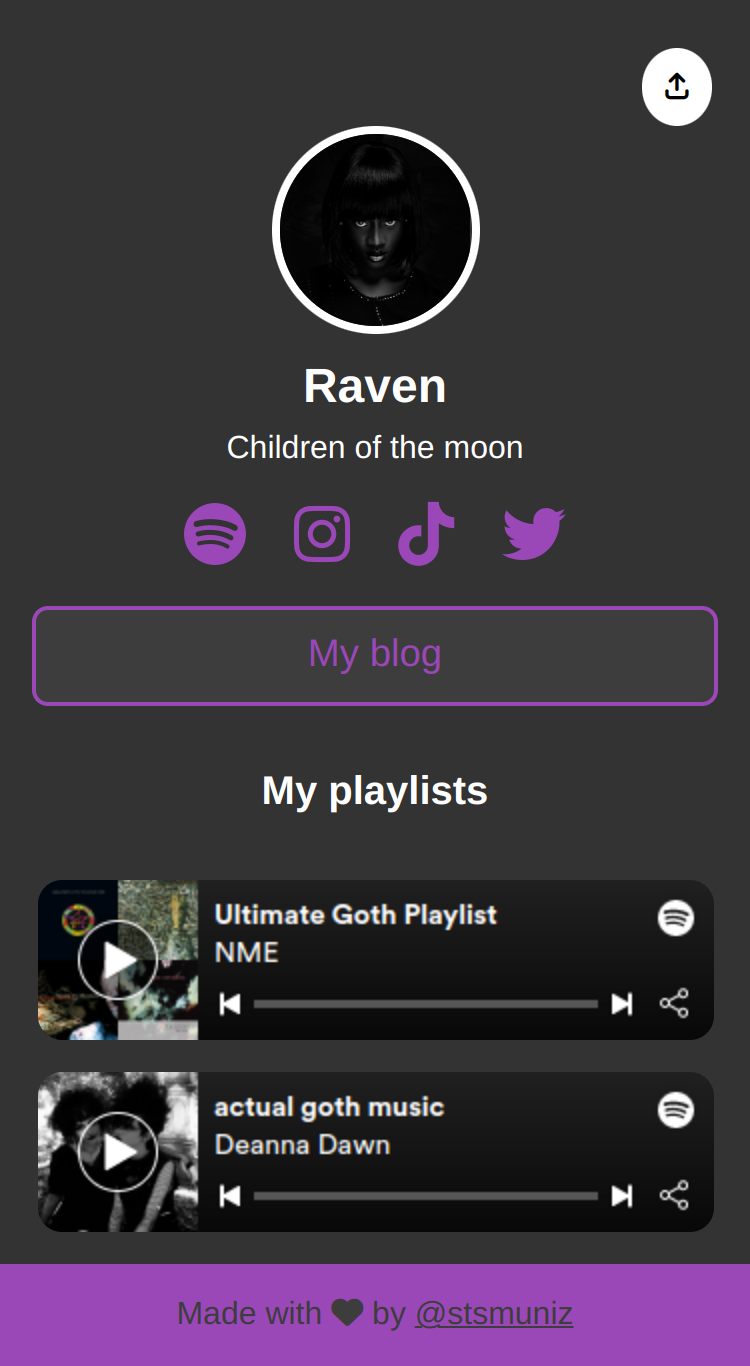 Raven
Children of the moon
My blog
My playlists
Ultimate Goth Playlist
NME
actual goth music
Deanna Dawn
Made with by @stsmuniz